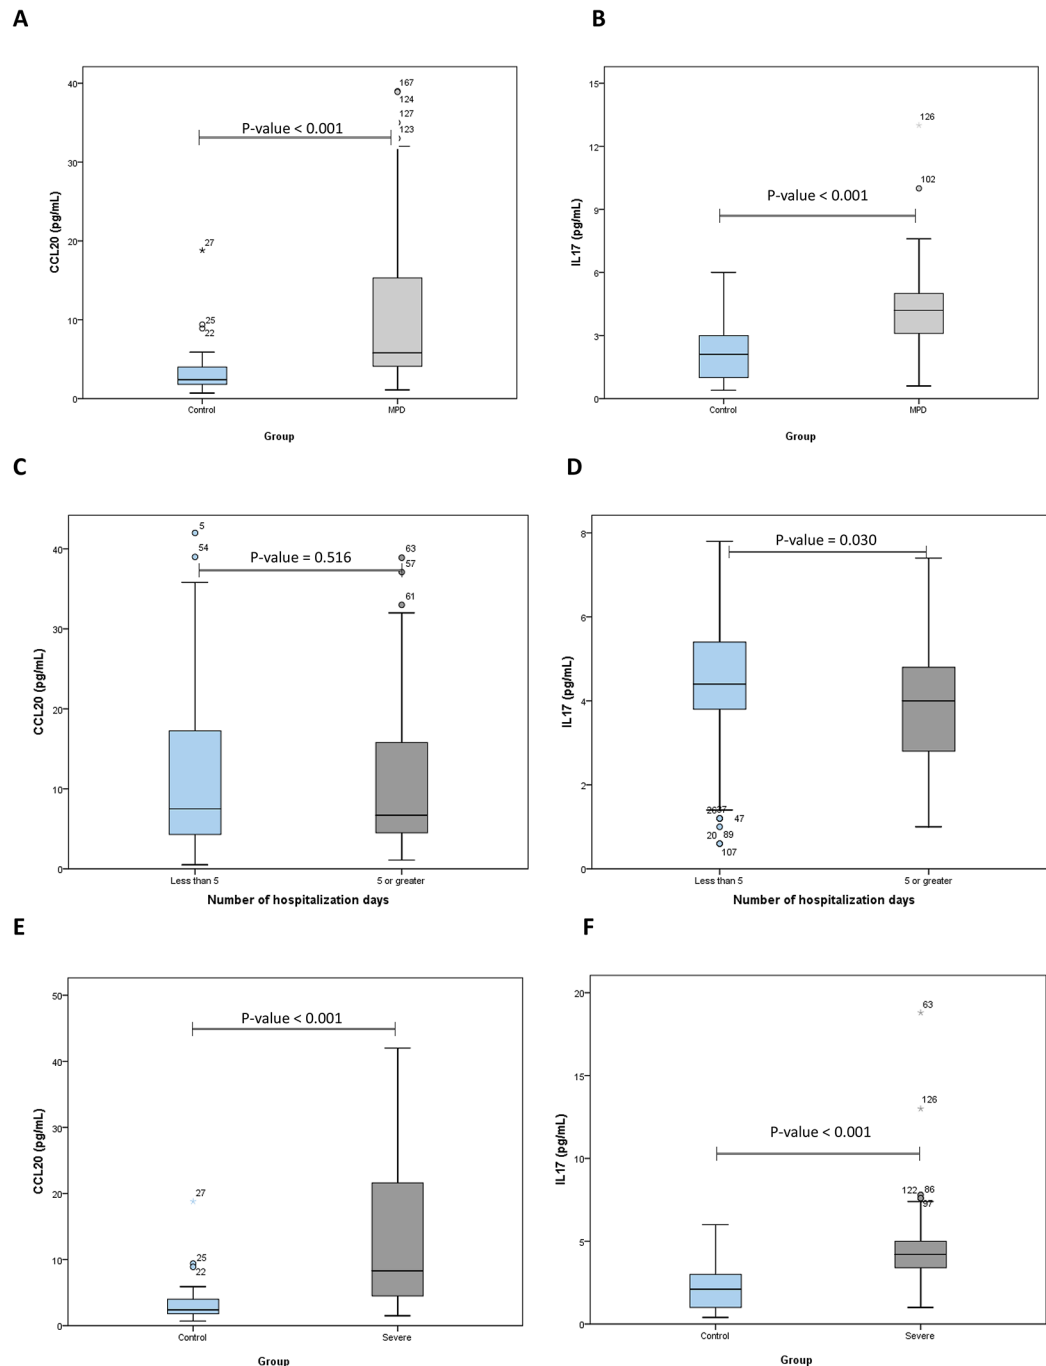 A
CCL20 (pg/mL)
40
30
20
10
0
P-value < 0.001
167
124
127
123
27
25
22
Control
MPD
Group
B
IL17 (pg/mL)
15
12
9
6
3
0
126
102
P-value < 0.001
Control
MPD
Group
C
CCL20 (pg/mL)
40
30
20
10
0
5
54
P-value = 0.516
63
57
61
Less than 5
5 or greater
Number of hospitalization days
D
IL17 (pg/mL)
8
6
4
2
0
P-value = 0.030
47
20
89
107
Less than 5
5 or greater
Number of hospitalization days
E
CCL20 (pg/mL)
50
40
30
20
10
0
P-value < 0.001
27
25
22
Control
Severe
Group
F
IL17 (pg/mL)
20
15
10
5
0
63
126
P-value < 0.001
122
86
97
Control
Severe
Group